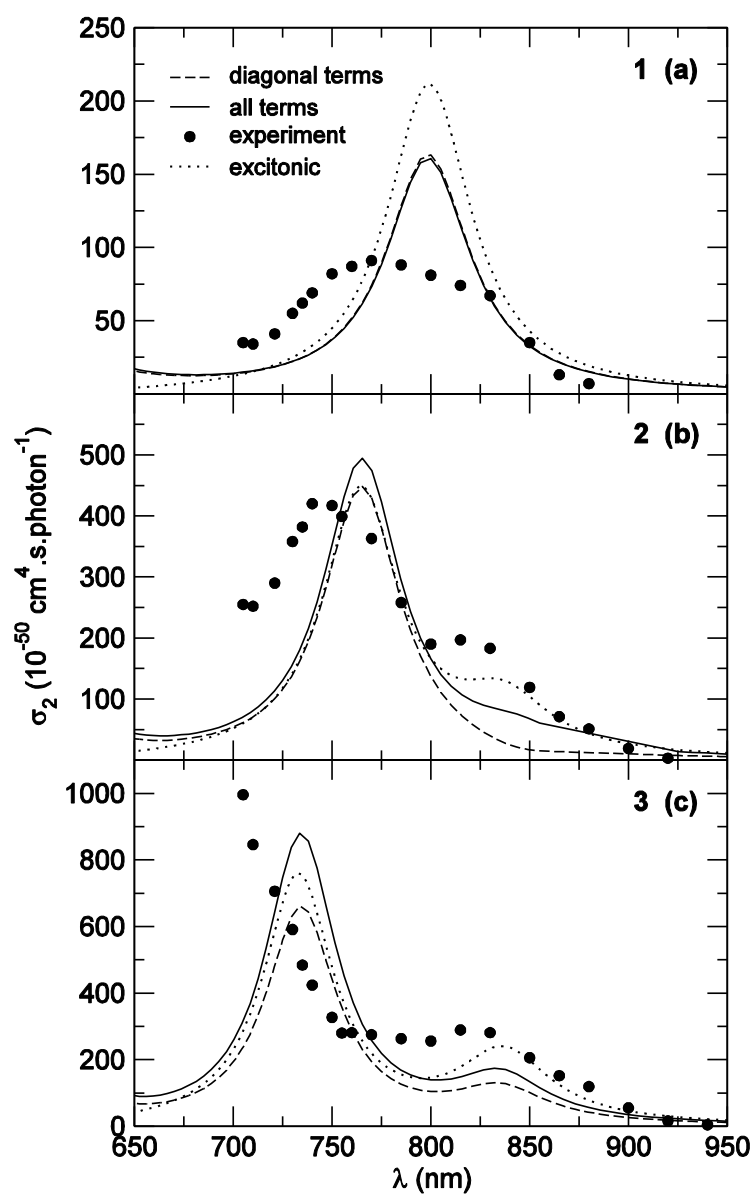 250
200
150
100
50
diagonal terms
all terms
experiment
excitonic
1 (a)
500
400
300
200
100
2 (b)
σ2 (10-50 cm4.s.photon-1)
1000
800
600
400
200
0
3 (c)
650 700 750 800 850 900 950
λ (nm)